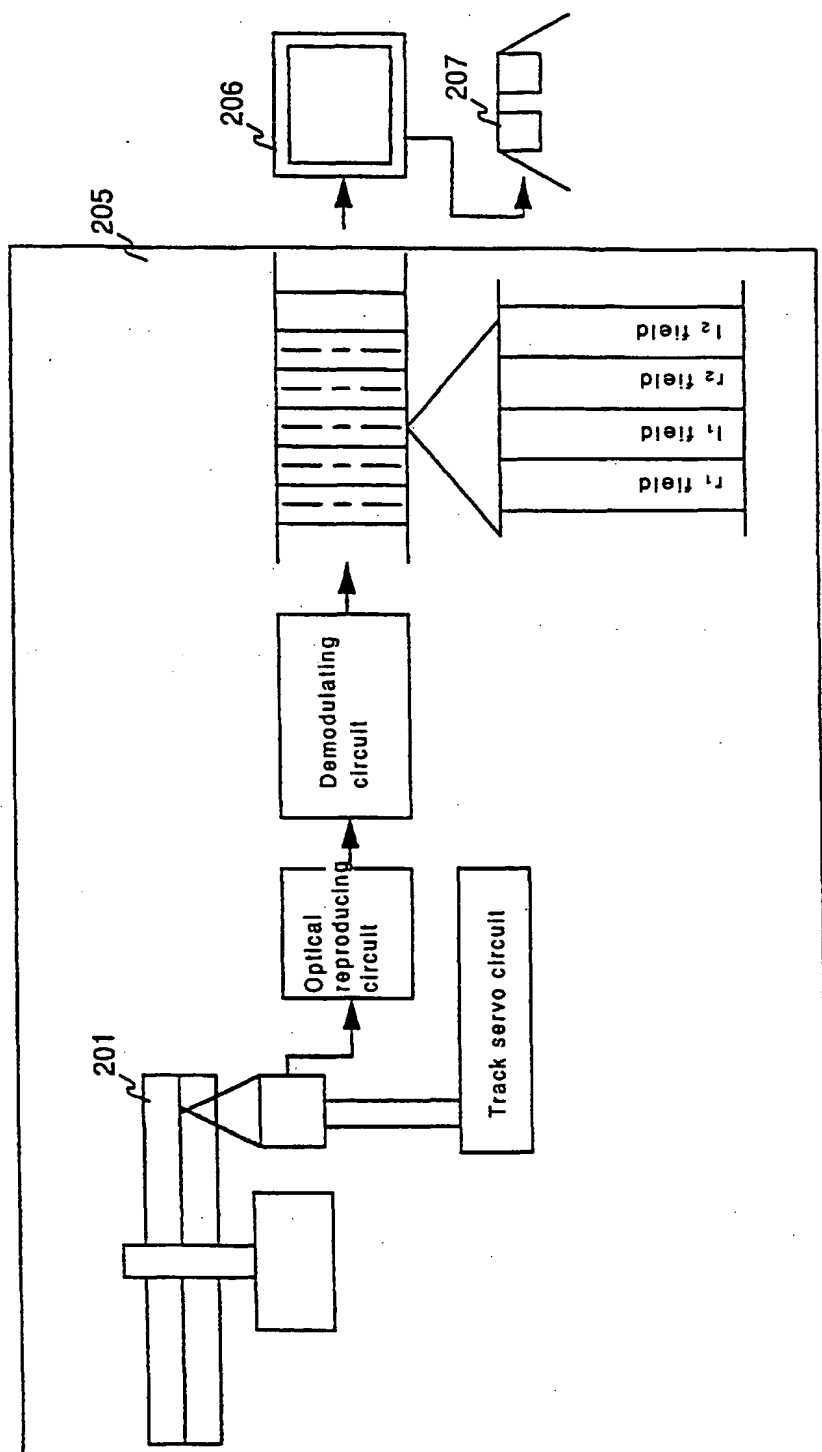 201
Track servo circuit
Optical
reproducing
circuit
Demodulating
circuit
205
r₁ field
l₁ field
r₂ field
l₂ field
206
207